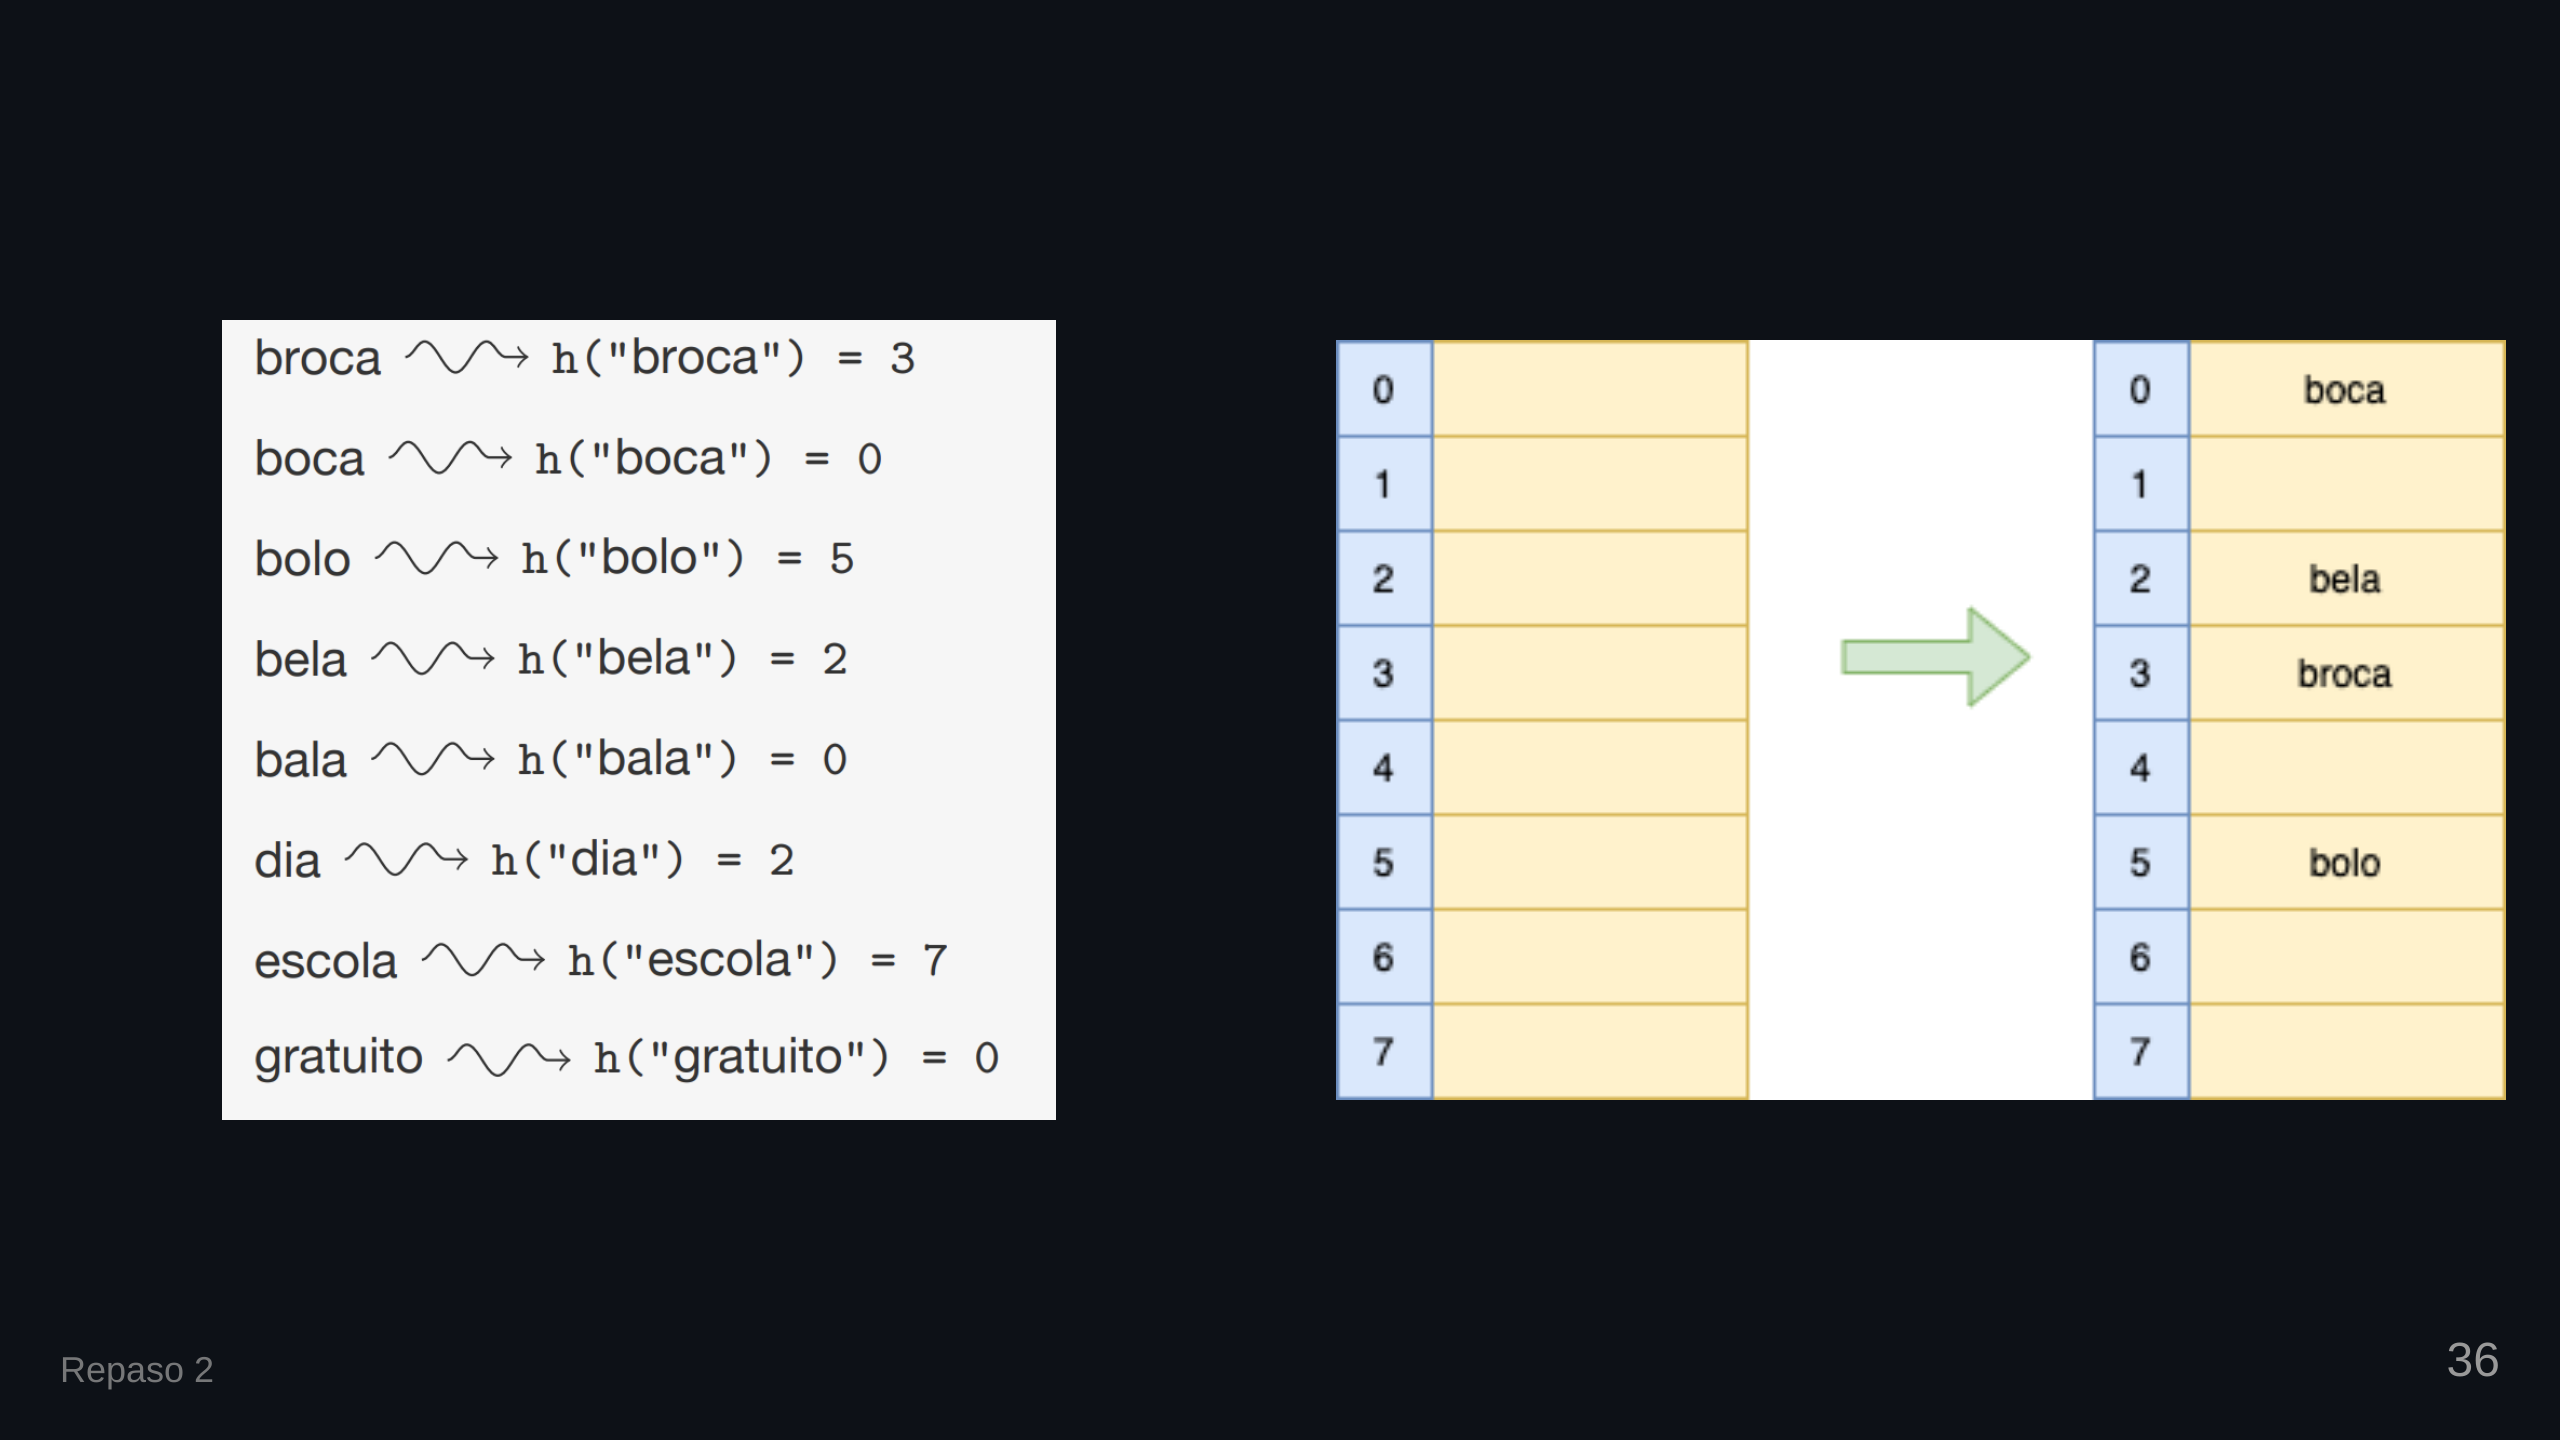 broca h("broca") = 3
boca h("boca") = 0
bolo h("bolo") = 5
bela h("bela") = 2
bala h("bala") = 0
dia h("dia") = 2
escola h("escola") = 7
gratuito h("gratuito") = 0
0
1
2
3
4
5
6
7
0 boca
1
2 bela
3 broca
4
5 bolo
6
7
Repaso 2
36